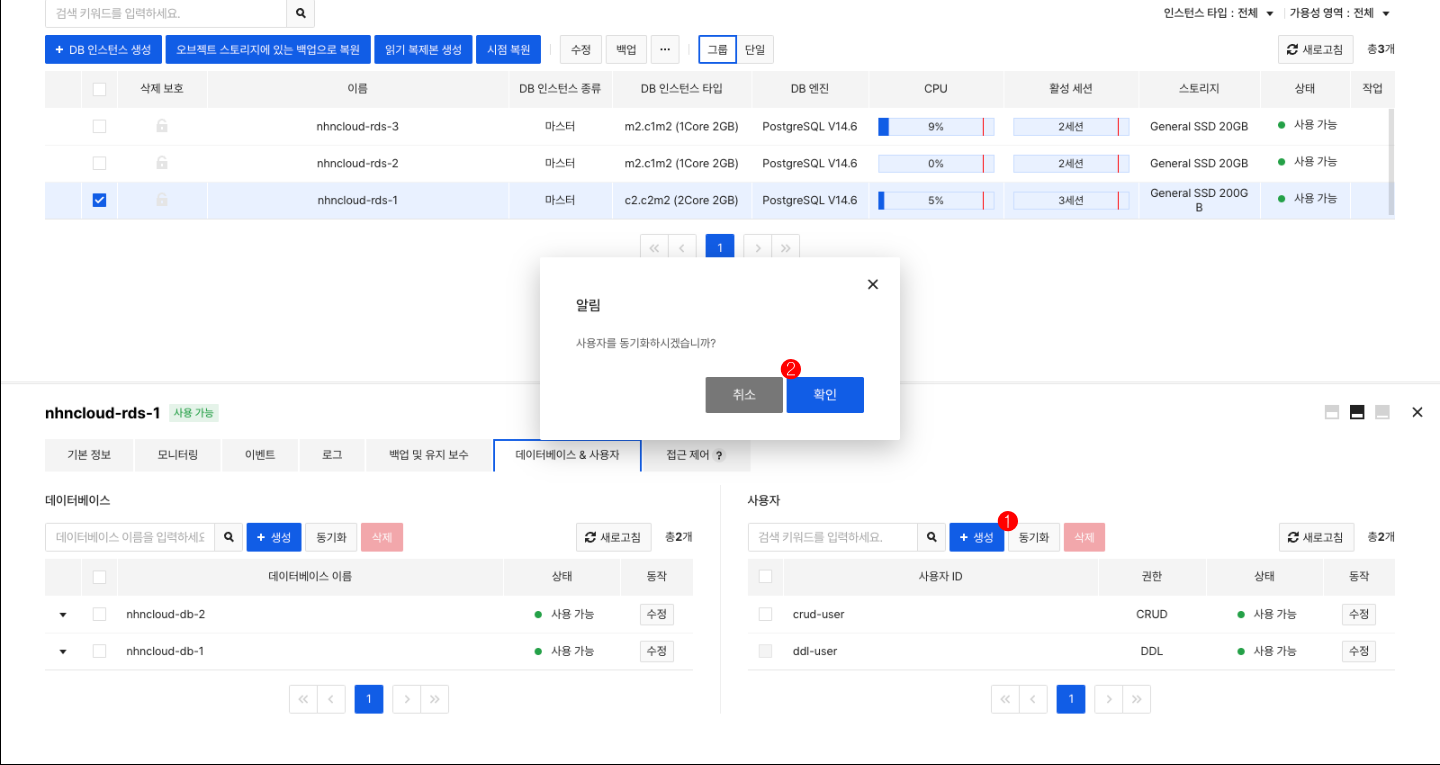 검색 키워드를 입력하세요.
인스턴스 타입 : 전체 가용성 영역 : 전체
+ DB 인스턴스 생성 오브젝트 스토리지에 있는 백업으로 복원 읽기 복제본 생성 시점 복원 수정 백업 ··· 그룹 단일 새로고침 총3개
삭제 보호 이름 DB 인스턴스 종류 DB 인스턴스 타입 DB 엔진 CPU 활성 세션 스토리지 상태 작업
nhncloud-rds-3 마스터 m2.c1m2 (1Core 2GB) PostgreSQL V14.6 9% 2세션 General SSD 20GB 사용 가능
nhncloud-rds-2 마스터 m2.c1m2 (1Core 2GB) PostgreSQL V14.6 0% 2세션 General SSD 20GB 사용 가능
nhncloud-rds-1 마스터 c2.c2m2 (2Core 2GB) PostgreSQL V14.6 5% 3세션 General SSD 200G
B 사용 가능
« ‹ 1 › »
알림
사용자를 동기화하시겠습니까?
2
취소 확인
nhncloud-rds-1 사용 가능
기본 정보 모니터링 이벤트 로그 백업 및 유지 보수 데이터베이스 & 사용자 접근 제어 ?
데이터베이스
데이터베이스 이름을 입력하세요 + 생성 동기화 삭제 새로고침 총2개
데이터베이스 이름 상태 동작
nhncloud-db-2 사용 가능 수정
nhncloud-db-1 사용 가능 수정
« ‹ 1 › »
사용자
1
검색 키워드를 입력하세요. + 생성 동기화 삭제 새로고침 총2개
사용자 ID 권한 상태 동작
crud-user CRUD 사용 가능 수정
ddl-user DDL 사용 가능 수정
« ‹ 1 › »